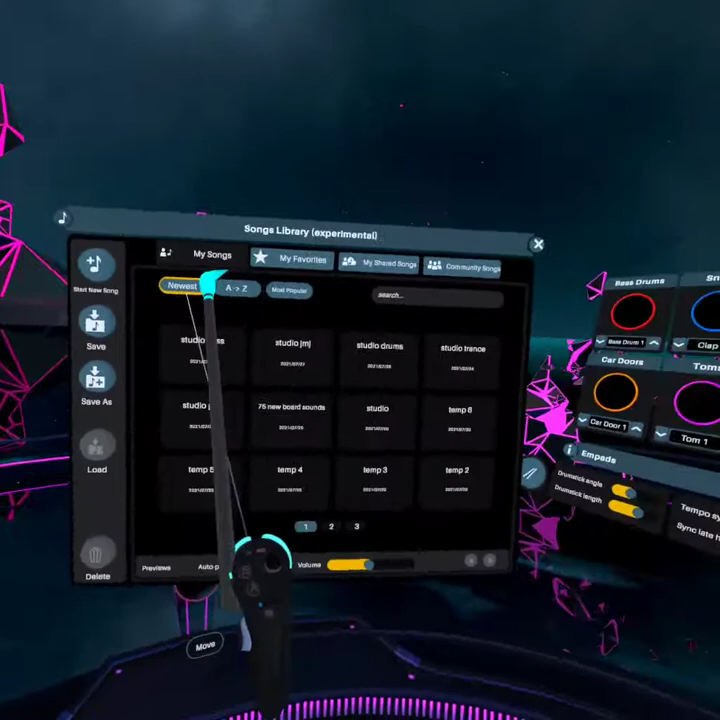 Songs Library (experimental)
My Songs
My Favorites
My Shared Songs
Community Songs
Start New Song
Save
Save As
Load
Delete
Newest
A -> Z
Most Popular
search...
studio jmj
studio drums
studio trance
75 new board sounds
studio
temp 6
temp 5
temp 4
temp 3
temp 2
1
2
3
Previews
Volume
Move
Bass Drums
Bass Drum 1
Clap
Car Doors
Car Door 1
Toms
Tom 1
Empads
Drumstick angle
Drumstick length
Sync late